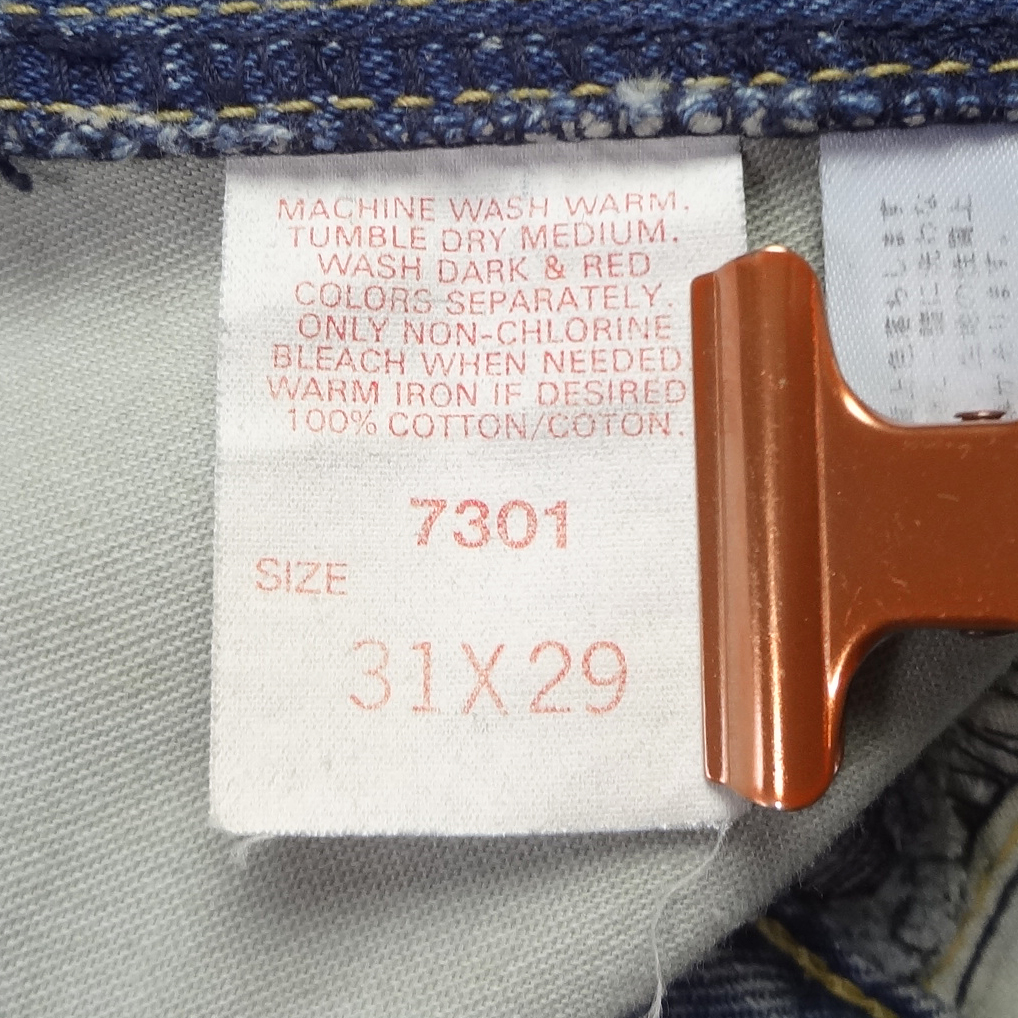 MACHINE WASH WARM.
TUMBLE DRY MEDIUM.
WASH DARK & RED
COLORS SEPARATELY.
ONLY NON-CHLORINE
BLEACH WHEN NEEDED
WARM IRON IF DESIRED
100% COTTON/COTON.
7301
SIZE
31X29